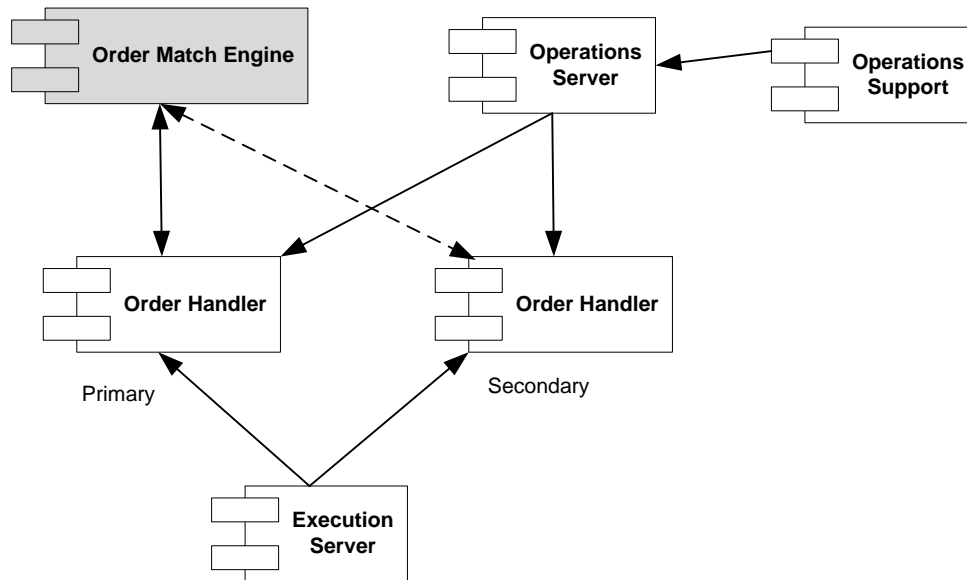 Order Match Engine
Operations
Server
Operations
Support
Order Handler
Order Handler
Primary
Secondary
Execution
Server